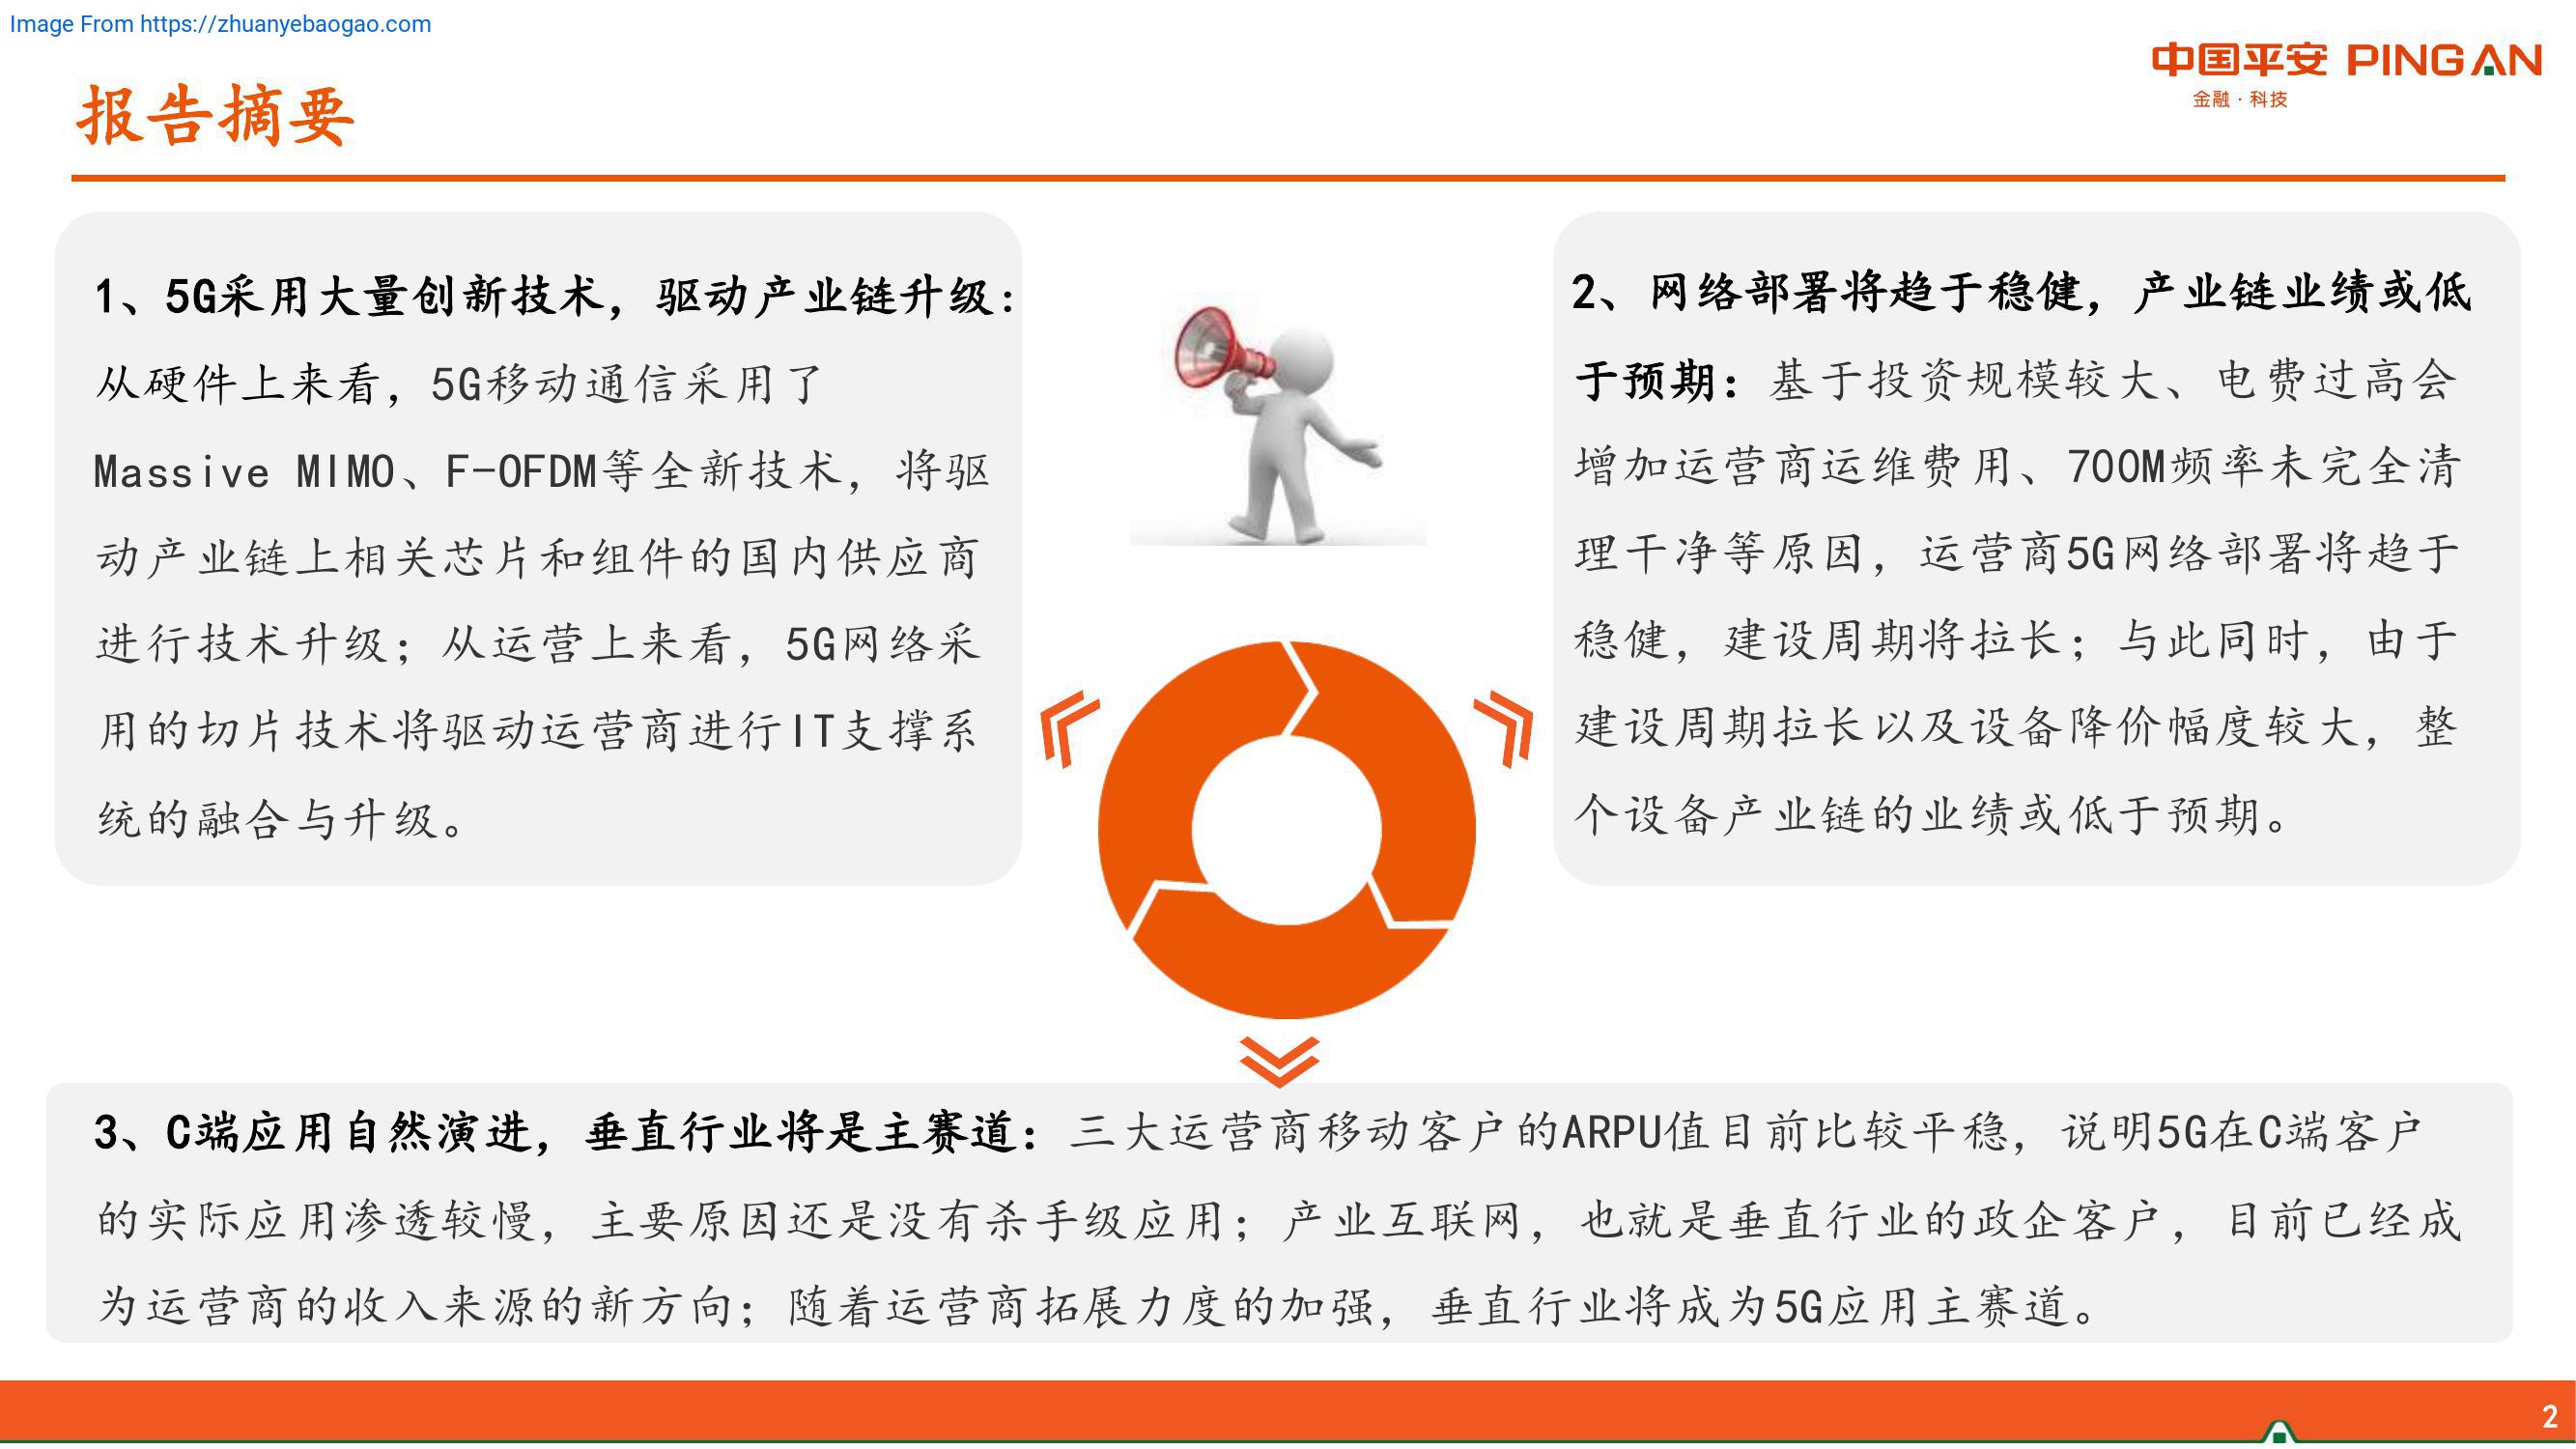 Image From https://zhuanyebaogao.com
中国平安 PINGAN
金融·科技
报告摘要
1、5G采用大量创新技术，驱动产业链升级：
从硬件上来看，5G移动通信采用了
Massive MIMO、F-OFDM等全新技术，将驱
动产业链上相关芯片和组件的国内供应商
进行技术升级；从运营上来看，5G网络采
用的切片技术将驱动运营商进行IT支撑系
统的融合与升级。
2、网络部署将趋于稳健，产业链业绩或低
于预期：基于投资规模较大、电费过高会
增加运营商运维费用、700M频率未完全清
理干净等原因，运营商5G网络部署将趋于
稳健，建设周期将拉长；与此同时，由于
建设周期拉长以及设备降价幅度较大，整
个设备产业链的业绩或低于预期。
3、C端应用自然演进，垂直行业将是主赛道：三大运营商移动客户的ARPU值目前比较平稳，说明5G在C端客户
的实际应用渗透较慢，主要原因还是没有杀手级应用；产业互联网，也就是垂直行业的政企客户，目前已经成
为运营商的收入来源的新方向；随着运营商拓展力度的加强，垂直行业将成为5G应用主赛道。
2